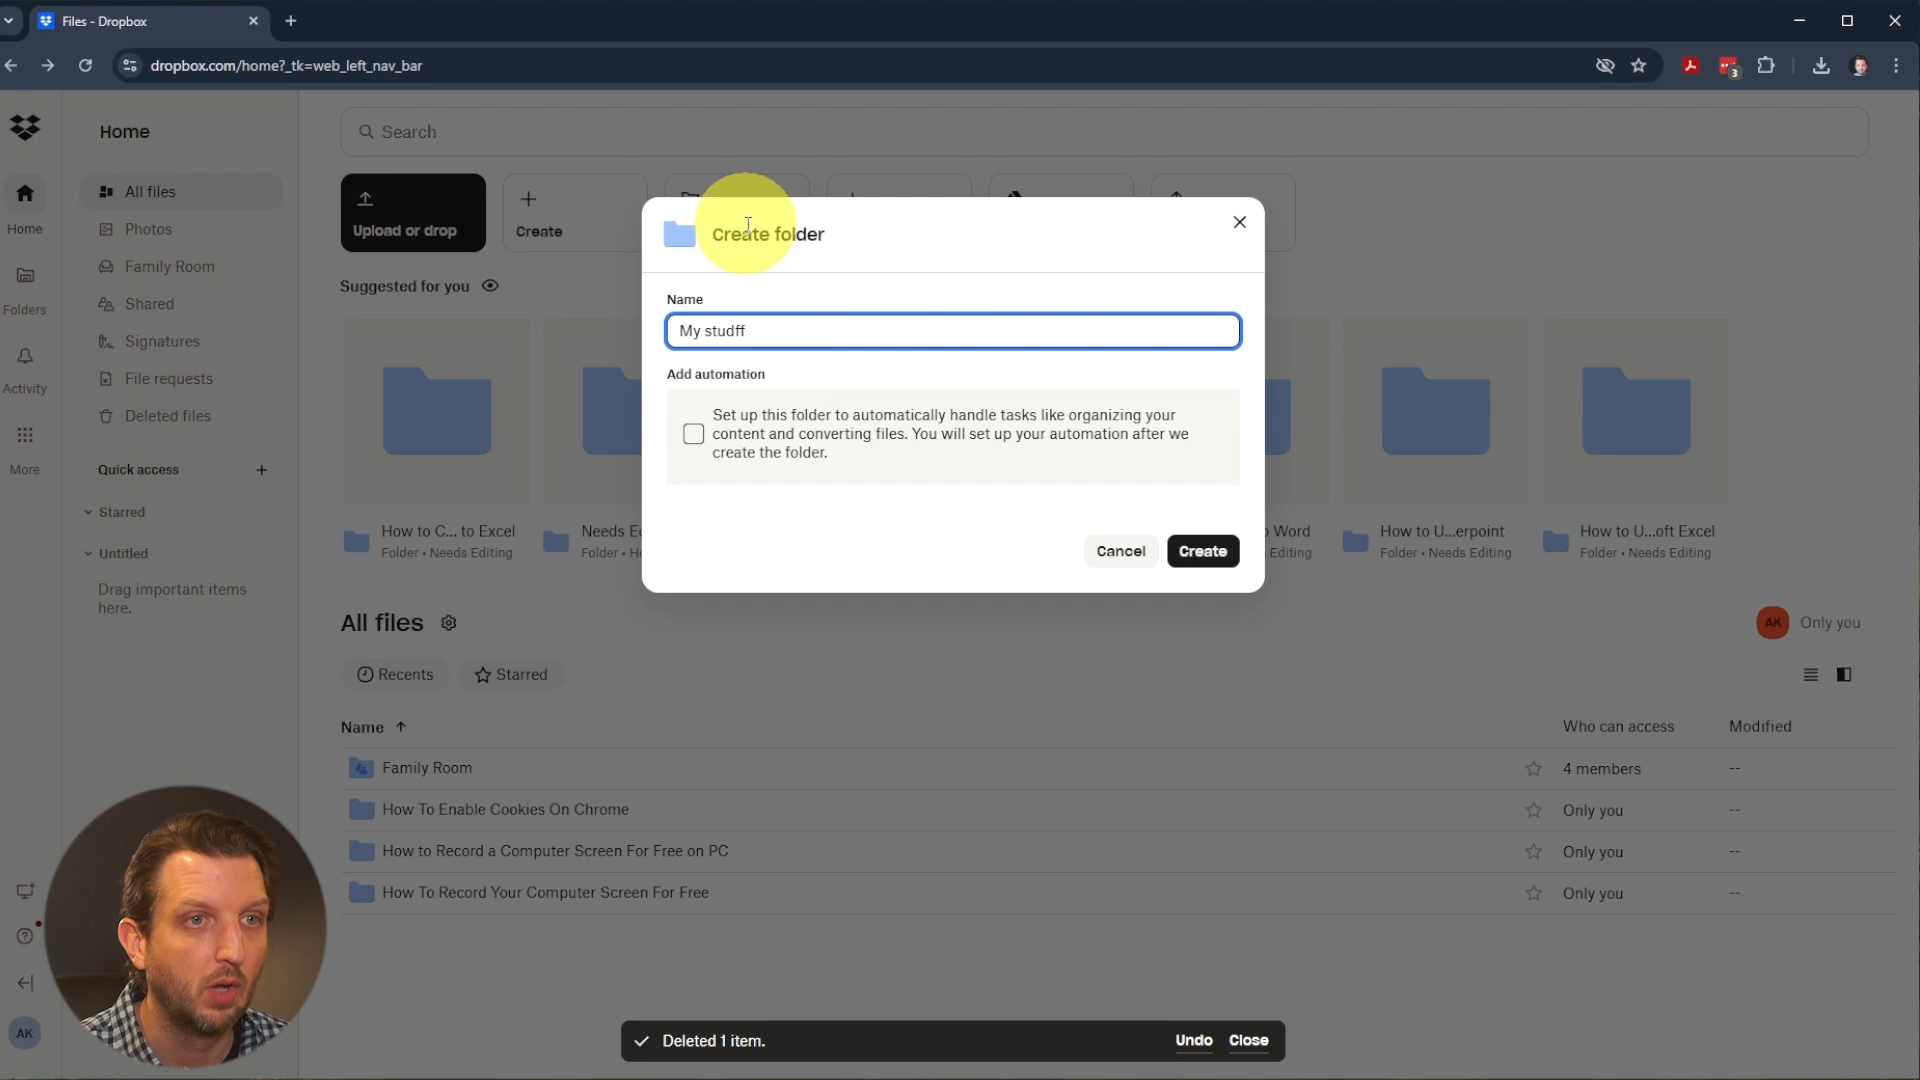 Files - Dropbox
dropbox.com/home?_tk=web_left_nav_bar
3
Home
Folders
Activity
More
AK
Home
All files
Photos
Family Room
Shared
Signatures
File requests
Deleted files
Quick access
Starred
Untitled
Drag important items
here.
Search
Upload or drop
Create
Suggested for you
Create folder
Name
My studff
Add automation
Set up this folder to automatically handle tasks like organizing your
content and converting files. You will set up your automation after we
create the folder.
Cancel
Create
How to C... to Excel
Folder • Needs Editing
Needs E
Folder • H
o Word
Editing
How to U...erpoint
Folder • Needs Editing
How to U...oft Excel
Folder • Needs Editing
All files
AK
Only you
Recents
Starred
Name
Who can access
Modified
Family Room
4 members
--
How To Enable Cookies On Chrome
Only you
--
How to Record a Computer Screen For Free on PC
Only you
--
How To Record Your Computer Screen For Free
Only you
--
Deleted 1 item.
Undo
Close